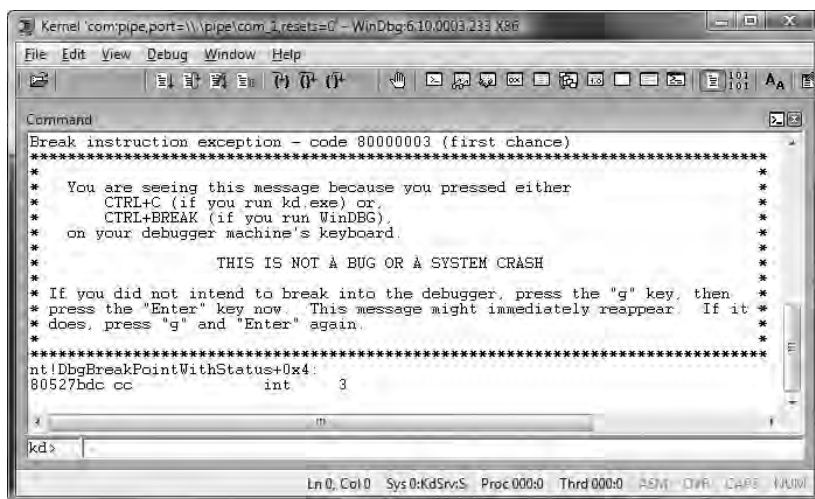 Kernel 'com:pipe,port=\\.\pipe\com_1,resets=0' - WinDbg:6.10.0003.233 X86
File Edit View Debug Window Help
Command
Break instruction exception - code 80000003 (first chance)
*******************************************************************************
*                                                                             *
*   You are seeing this message because you pressed either                    *
*       CTRL+C (if you run kd.exe) or,                                        *
*       CTRL+BREAK (if you run WinDBG),                                       *
*   on your debugger machine's keyboard.                                      *
*                                                                             *
*                   THIS IS NOT A BUG OR A SYSTEM CRASH                       *
*                                                                             *
* If you did not intend to break into the debugger, press the "g" key, then   *
* press the "Enter" key now.  This message might immediately reappear.  If it *
* does, press "g" and "Enter" again.                                          *
*                                                                             *
*******************************************************************************
nt!DbgBreakPointWithStatus+0x4:
80527bdc cc              int     3
kd>
Ln 0, Col 0 Sys 0:KdSrv:S Proc 000:0 Thrd 000:0 ASM OVR CAPS NUM